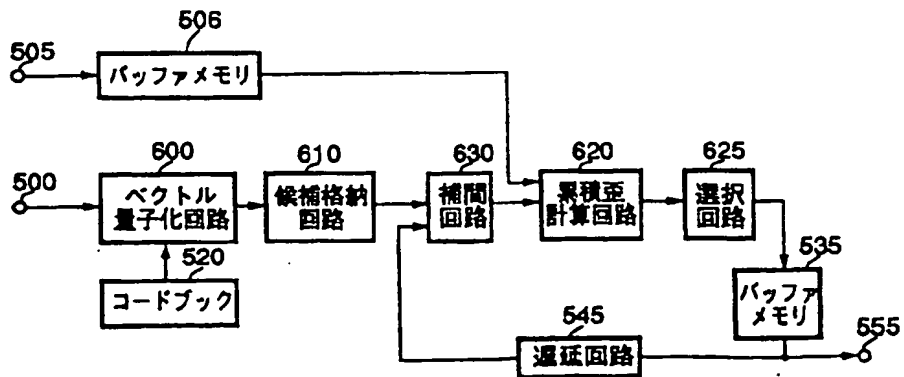 506
505
バッファメモリ
600
610
630
620
625
500
ベクトル
量子化回路
候補格納
回路
補間
回路
累積歪
計算回路
選択
回路
520
コードブック
535
バッファ
メモリ
545
遅延回路
555